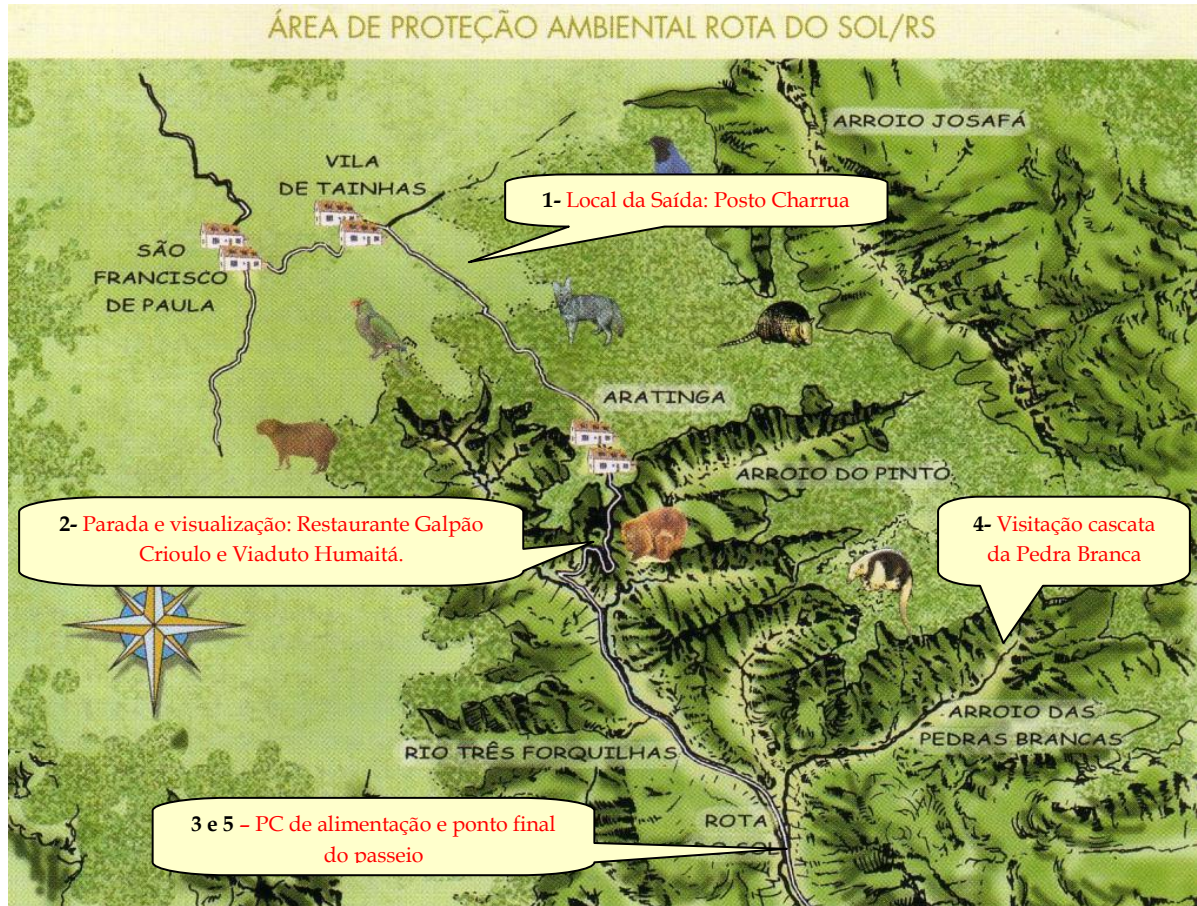 ÁREA DE PROTEÇÃO AMBIENTAL ROTA DO SOL/RS
ARROIO JOSAFÁ
VILA
DE TAINHAS
1- Local da Saída: Posto Charrua
SÃO
FRANCISCO
DE PAULA
ARATINGA
ARROIO DO PINTO
2- Parada e visualização: Restaurante Galpão
Crioulo e Viaduto Humaitá.
4- Visitação cascata
da Pedra Branca
ARROIO DAS
PEDRAS BRANCAS
RIO TRÊS FORQUILHAS
3 e 5 – PC de alimentação e ponto final
do passeio
ROTA